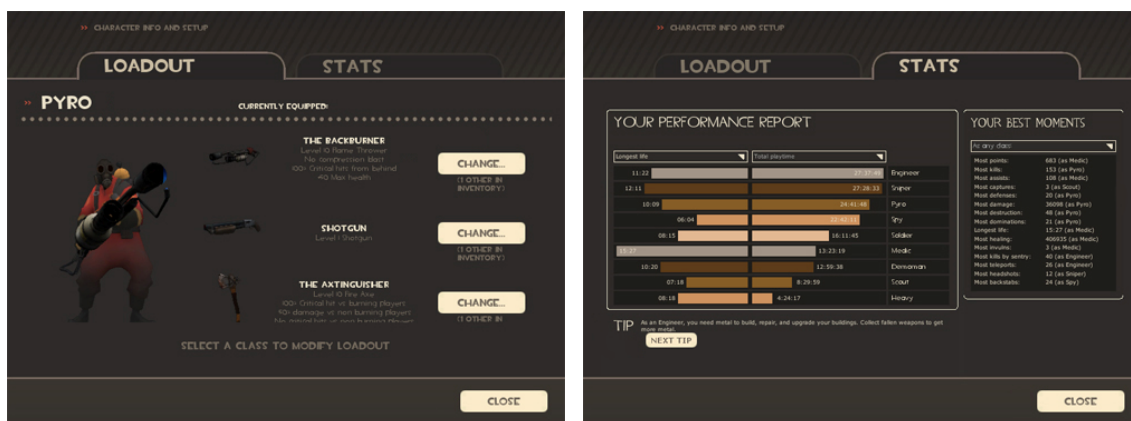 » CHARACTER INFO AND SETUP
LOADOUT
STATS
» PYRO
CURRENTLY EQUIPPED:
THE BACKBURNER
Level 10 Flame Thrower
No compression blast
100% Critical hits from behind
+50 Max health
CHANGE...
(1 OTHER IN
INVENTORY)
SHOTGUN
Level 1 Shotgun
CHANGE...
INVENTORY)
THE AXTINGUISHER
Level 10 Fire Axe
100% Critical hit vs burning players
damage vs non burning players
No critical hits vs non burning players
CHANGE...
(1 OTHER IN
SELECT A CLASS TO MODIFY LOADOUT
CLOSE
» CHARACTER INFO AND SETUP
LOADOUT
STATS
YOUR PERFORMANCE REPORT
Longest life
Total playtime
11:22 27:37:49 Engineer
12:11 27:28:33 Sniper
10:09 24:41:48 Pyro
06:04 22:42:11 Spy
08:15 16:11:45 Soldier
15:27 13:23:19 Medic
10:20 12:59:38 Demoman
07:18 8:29:59 Scout
08:18 4:24:17 Heavy
YOUR BEST MOMENTS
As any class
Most points: 683 (as Medic)
Most kills: 153 (as Pyro)
Most assists: 108 (as Medic)
Most captures: 3 (as Scout)
Most defenses: 20 (as Pyro)
Most damage: 36098 (as Pyro)
Most destruction: 48 (as Pyro)
Most dominations: 21 (as Pyro)
Longest life: 15:27 (as Medic)
Most healing: 406935 (as Medic)
Most invulns: 3 (as Medic)
Most kills by sentry: 40 (as Engineer)
Most teleports: 26 (as Engineer)
Most headshots: 12 (as Sniper)
Most backstabs: 24 (as Spy)
TIP As an Engineer, you need metal to build, repair, and upgrade your buildings. Collect fallen weapons to get
more metal.
NEXT TIP
CLOSE